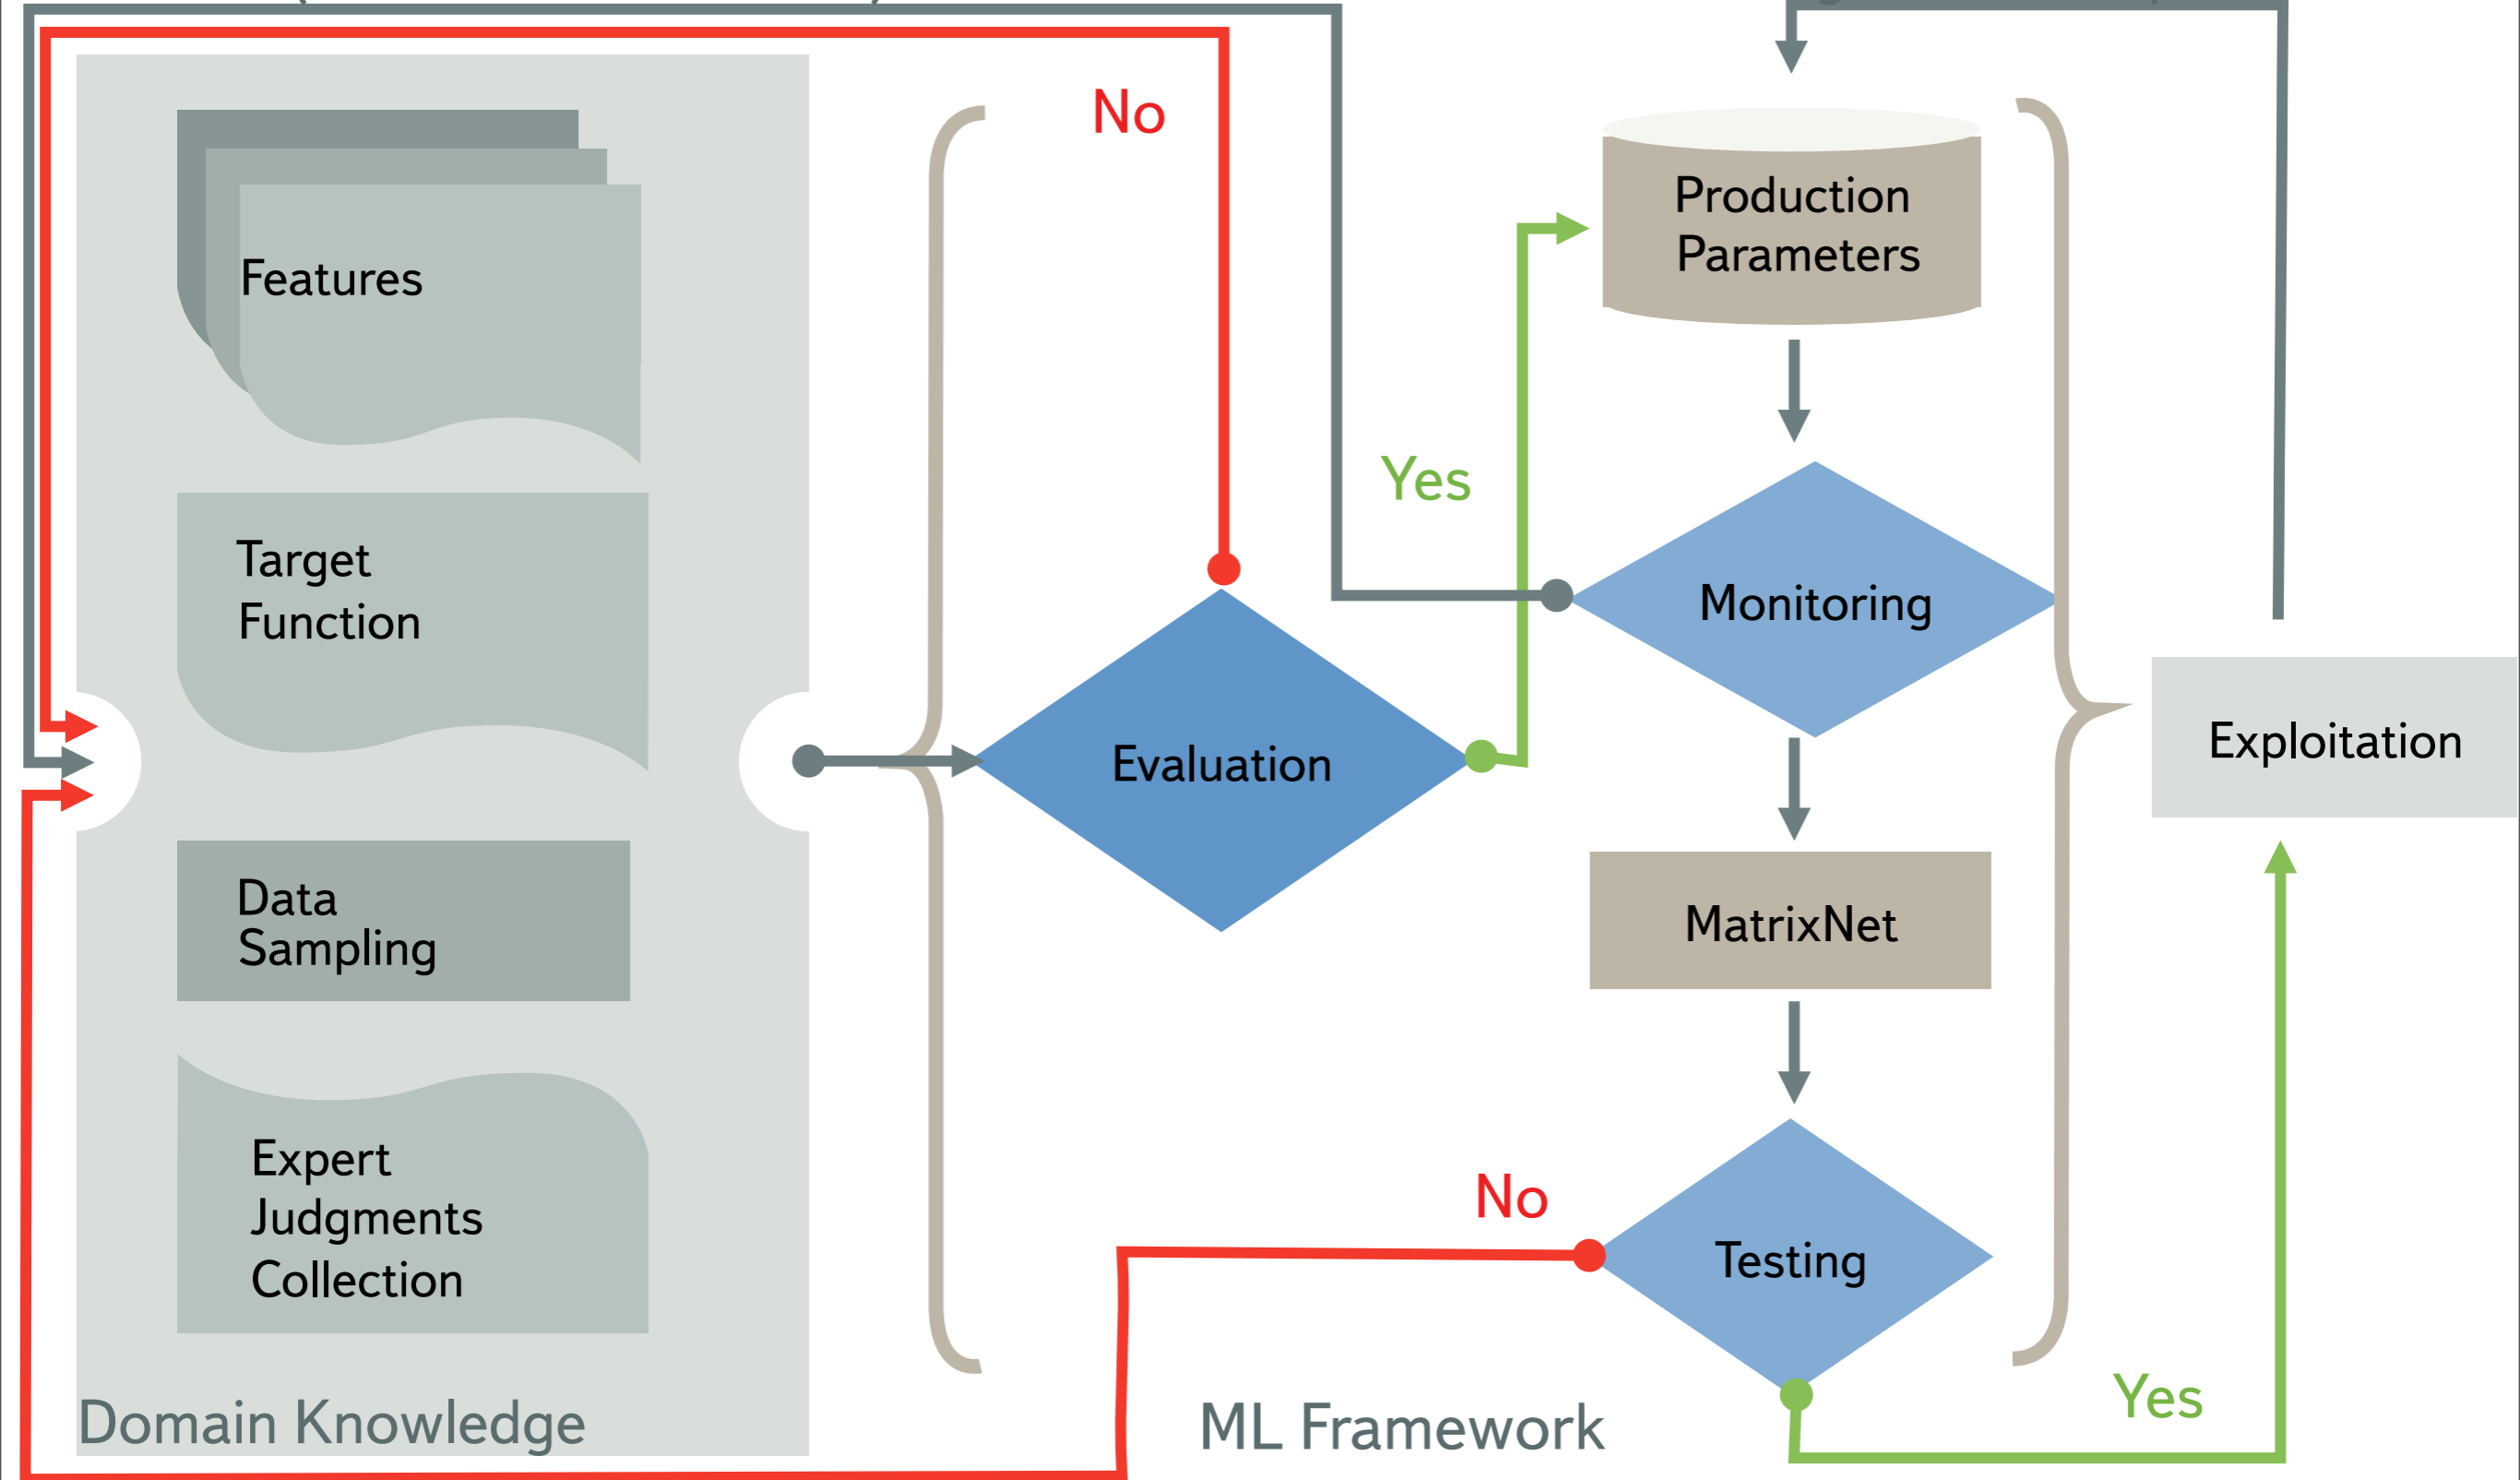 Features
Target
Function
Data
Sampling
Expert
Judgments
Collection
Domain Knowledge
No
Evaluation
Yes
Production
Parameters
Monitoring
MatrixNet
No
Testing
Yes
ML Framework
Exploitation